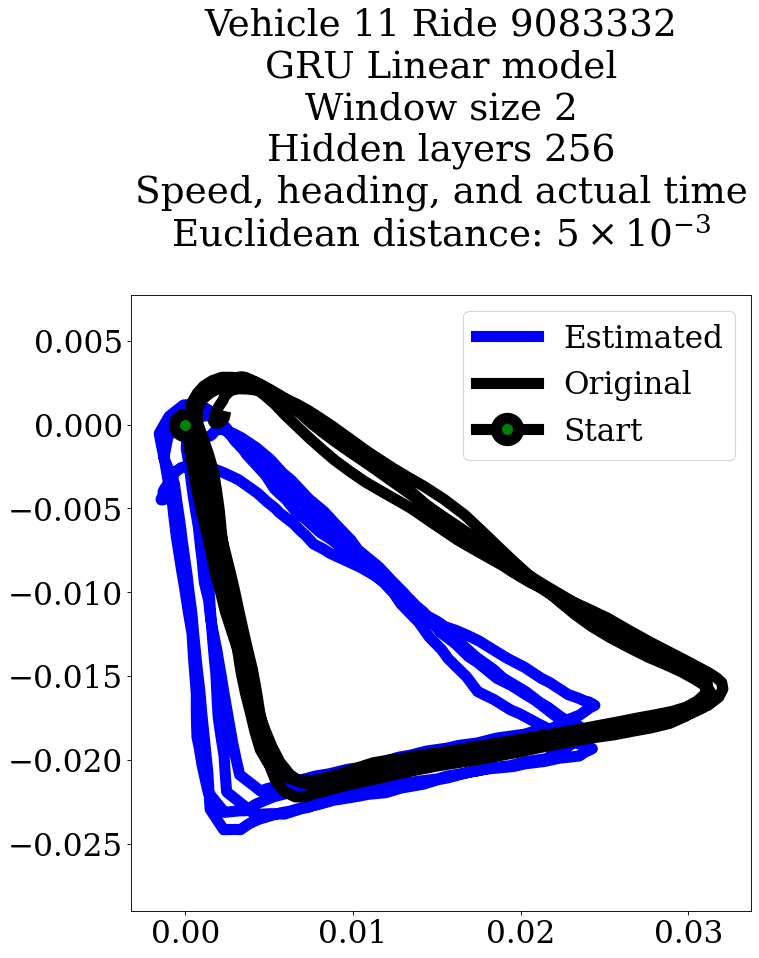 Vehicle 11 Ride 9083332
GRU Linear model
Window size 2
Hidden layers 256
Speed, heading, and actual time
Euclidean distance: 5 × 10⁻³
Estimated
Original
Start
0.005
0.000
−0.005
−0.010
−0.015
−0.020
−0.025
0.00
0.01
0.02
0.03